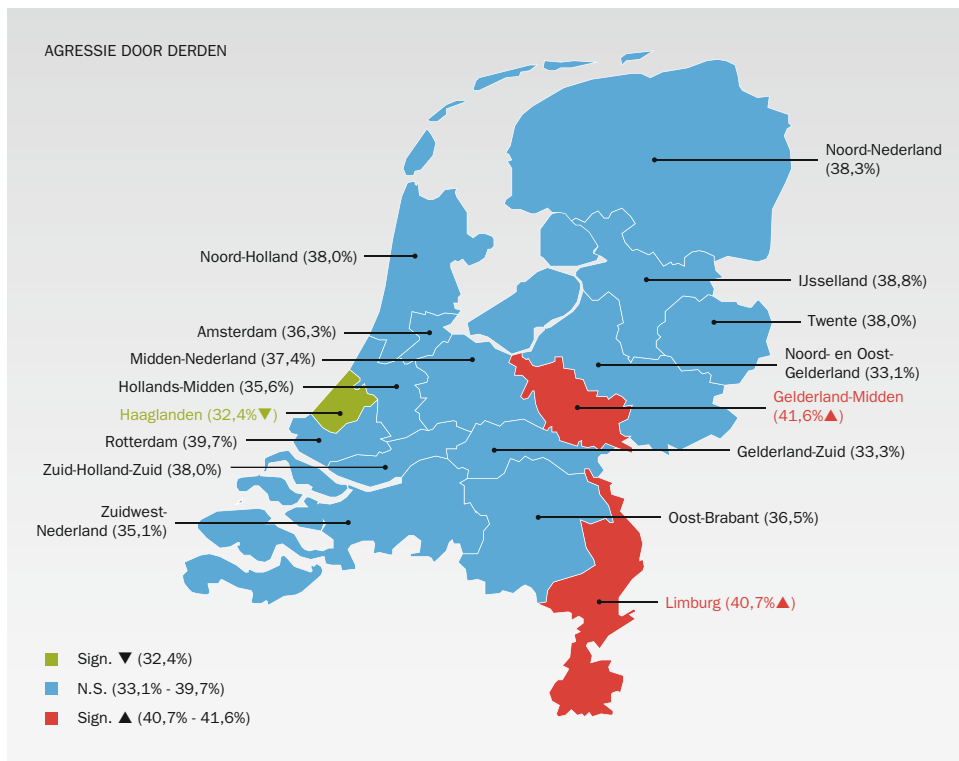 AGRESSIE DOOR DERDEN
Noord-Nederland
(38,3%)
Noord-Holland (38,0%)
IJsselland (38,8%)
Amsterdam (36,3%)
Twente (38,0%)
Midden-Nederland (37,4%)
Noord- en Oost-
Gelderland (33,1%)
Hollands-Midden (35,6%)
Gelderland-Midden
(41,6%▲)
Haaglanden (32,4%▼)
Rotterdam (39,7%)
Gelderland-Zuid (33,3%)
Zuid-Holland-Zuid (38,0%)
Zuidwest-
Nederland (35,1%)
Oost-Brabant (36,5%)
Limburg (40,7%▲)
Sign. ▼ (32,4%)
N.S. (33,1% - 39,7%)
Sign. ▲ (40,7% - 41,6%)